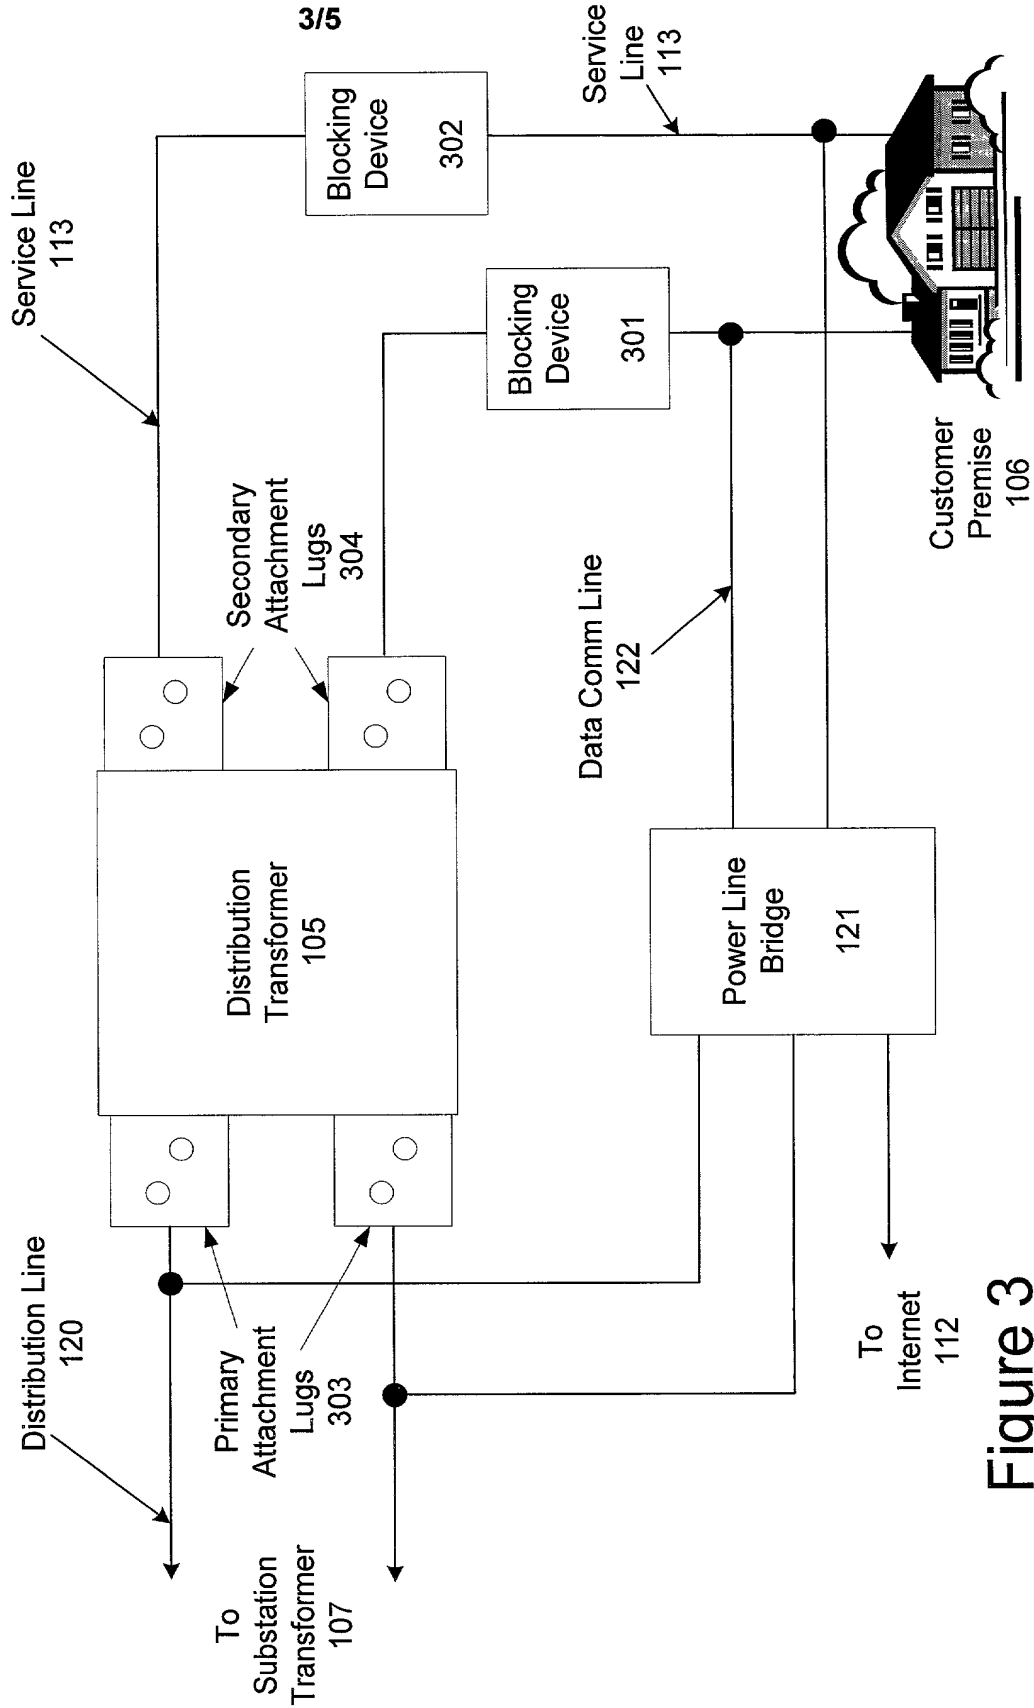 3/5
Distribution Line
120
Service Line
113
Primary
Attachment
Lugs
303
Distribution
Transformer
105
Secondary
Attachment
Lugs
304
Blocking
Device
302
Blocking
Device
301
Service
Line
113
To
Substation
Transformer
107
Data Comm Line
122
Power Line
Bridge
121
To
Internet
112
Customer
Premise
106
Figure 3